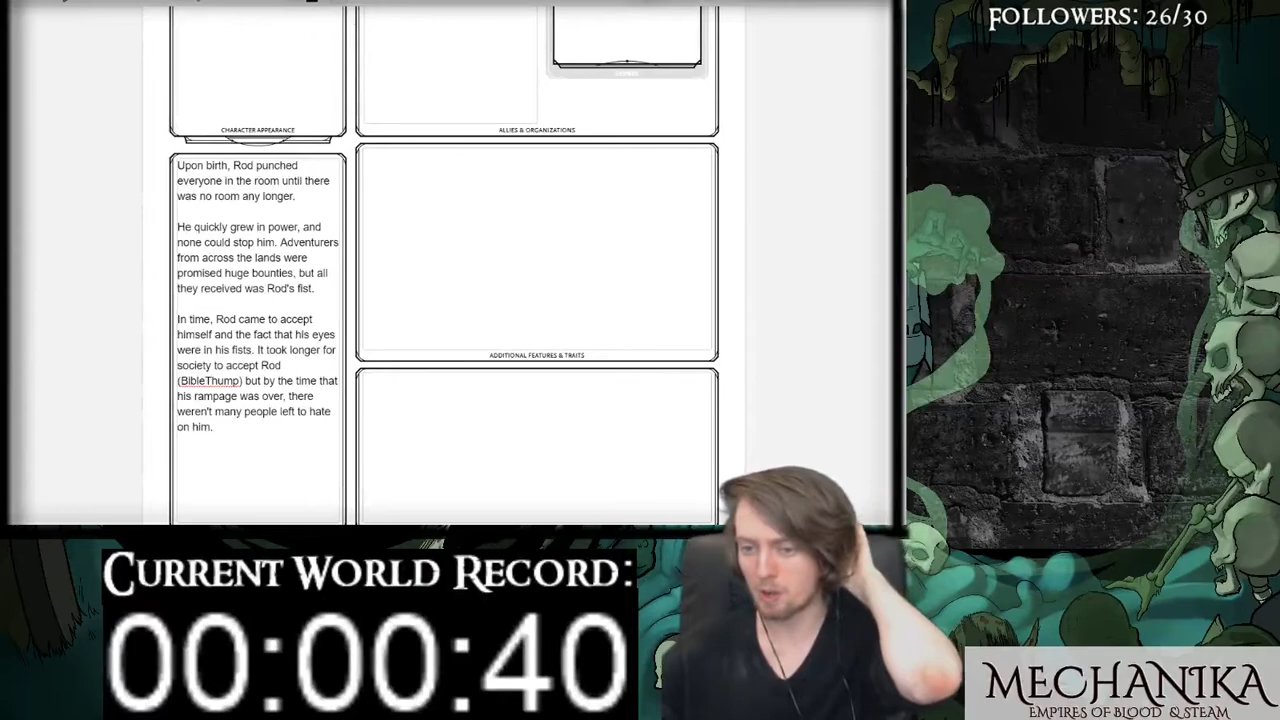 FOLLOWERS: 26/30
CHARACTER APPEARANCE
ALLIES & ORGANIZATIONS
Upon birth, Rod punched
everyone in the room until there
was no room any longer.
He quickly grew in power, and
none could stop him. Adventurers
from across the lands were
promised huge bounties, but all
they received was Rod's fist.
In time, Rod came to accept
himself and the fact that his eyes
were in his fists. It took longer for
society to accept Rod
(BibleThump) but by the time that
his rampage was over, there
weren't many people left to hate
on him.
ADDITIONAL FEATURES & TRAITS
CURRENT WORLD RECORD:
00:00:40
MECHANIKA
EMPIRES OF BLOOD & STEAM